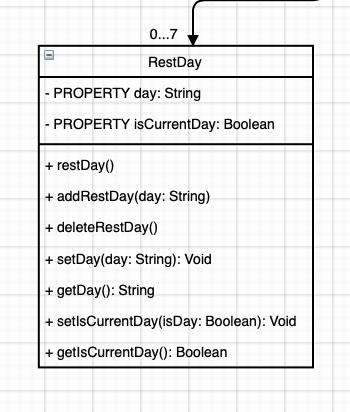 0...7
RestDay
- PROPERTY day: String
- PROPERTY isCurrentDay: Boolean
+ restDay()
+ addRestDay(day: String)
+ deleteRestDay()
+ setDay(day: String): Void
+ getDay(): String
+ setIsCurrentDay(isDay: Boolean): Void
+ getIsCurrentDay(): Boolean